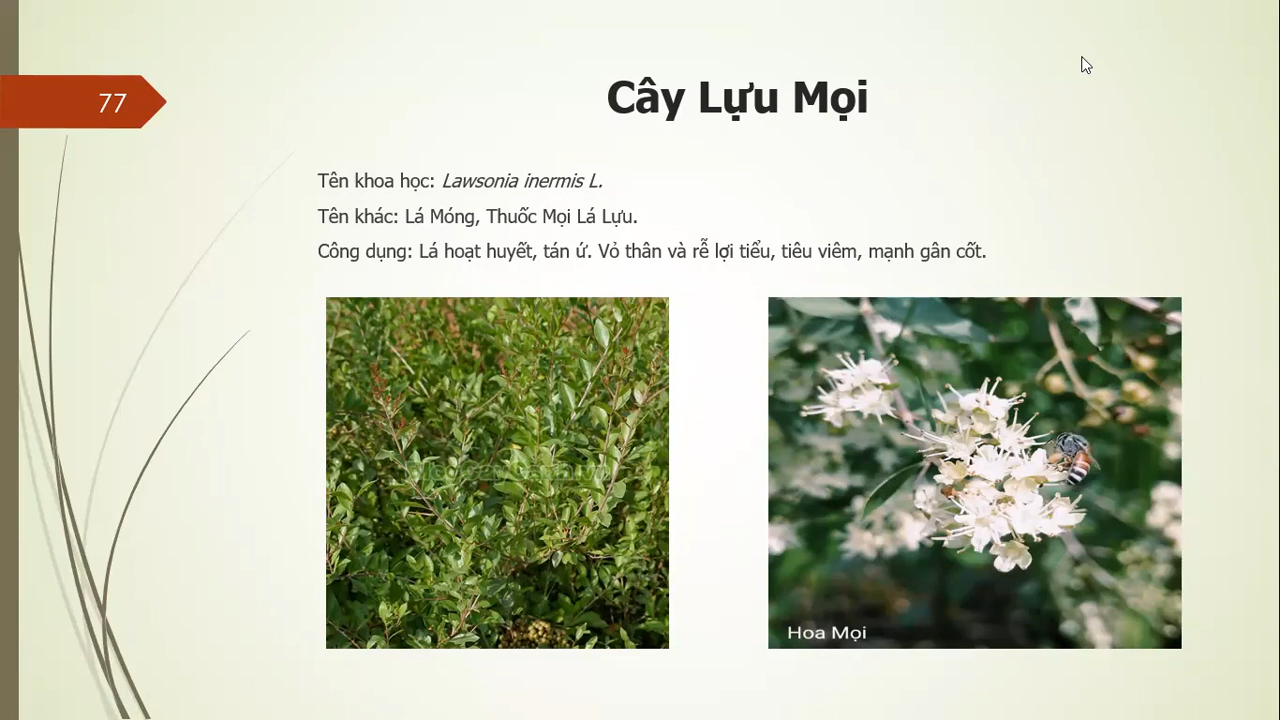 77
Cây Lựu Mọi
Tên khoa học: Lawsonia inermis L.
Tên khác: Lá Móng, Thuốc Mọi Lá Lựu.
Công dụng: Lá hoạt huyết, tán ứ. Vỏ thân và rễ lợi tiểu, tiêu viêm, mạnh gân cốt.
Hoa Mọi